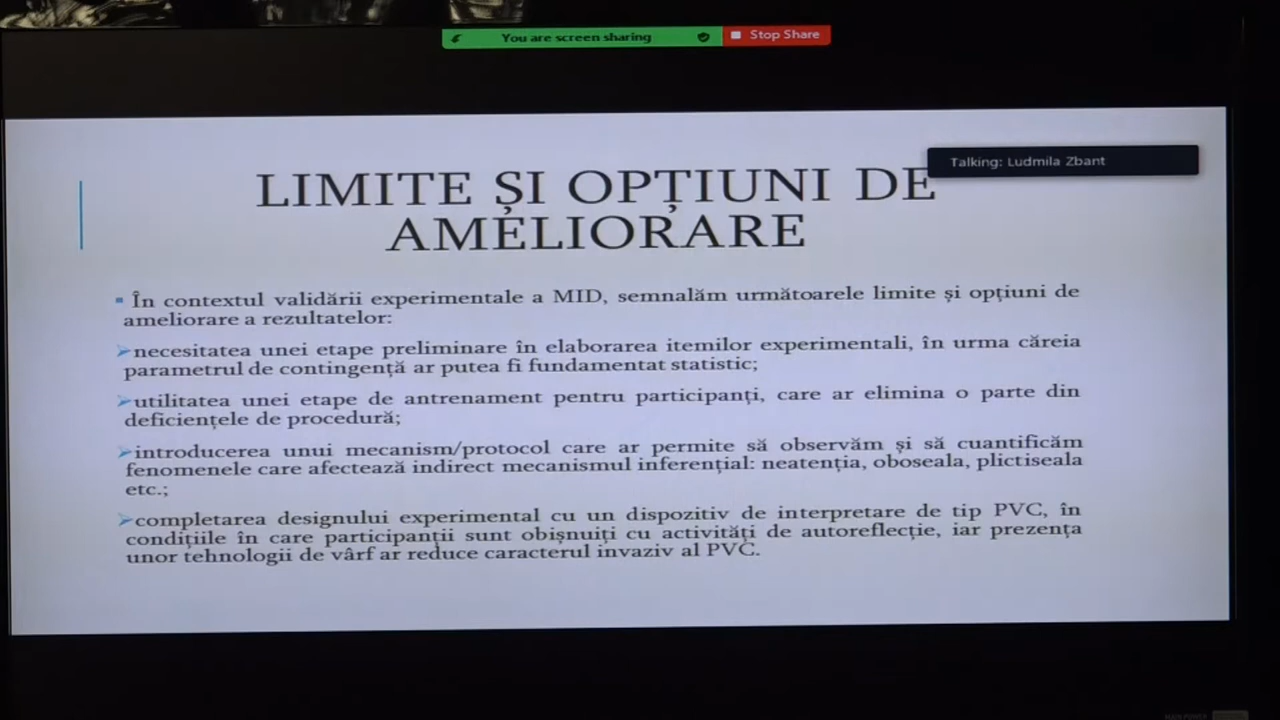 You are screen sharing
Stop Share
Talking: Ludmila Zbant
LIMITE ȘI OPȚIUNI DE
AMELIORARE
În contextul validării experimentale a MID, semnalăm următoarele limite și opțiuni de
ameliorare a rezultatelor:
necesitatea unei etape preliminare în elaborarea itemilor experimentali, în urma căreia
parametrul de contingență ar putea fi fundamentat statistic;
utilitatea unei etape de antrenament pentru participanți, care ar elimina o parte din
deficiențele de procedură;
introducerea unui mecanism/protocol care ar permite să observăm și să cuantificăm
fenomenele care afectează indirect mecanismul inferențial: neatenția, oboseala, plictiseala
etc.;
completarea designului experimental cu un dispozitiv de interpretare de tip PVC, în
condițiile în care participanții sunt obișnuiți cu activități de autoreflecție, iar prezența
unor tehnologii de vârf ar reduce caracterul invaziv al PVC.